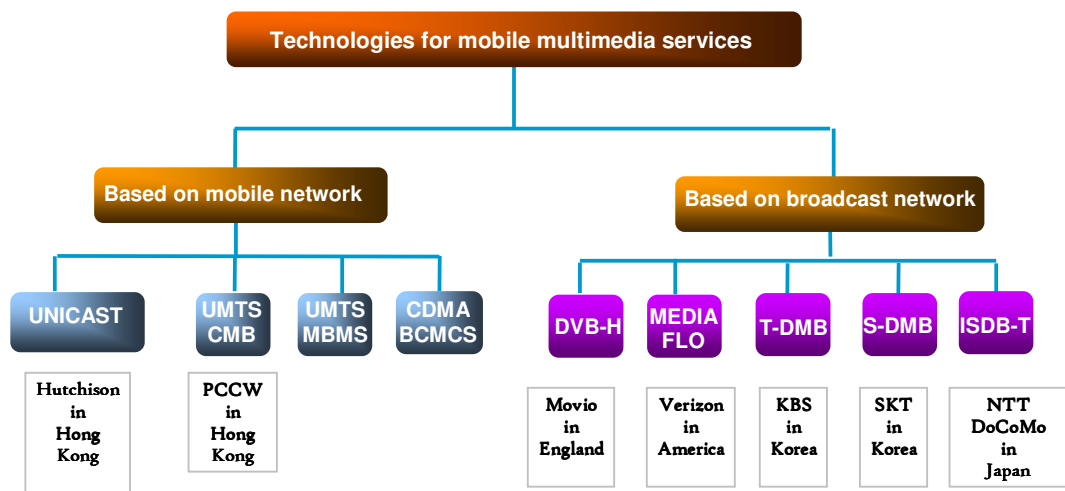 Technologies for mobile multimedia services
Based on mobile network
Based on broadcast network
UNICAST
UMTS
CMB
UMTS
MBMS
CDMA
BCMCS
DVB-H
MEDIA
FLO
T-DMB
S-DMB
ISDB-T
Hutchison
in
Hong
Kong
PCCW
in
Hong
Kong
Movio
in
England
Verizon
in
America
KBS
in
Korea
SKT
in
Korea
NTT
DoCoMo
in
Japan